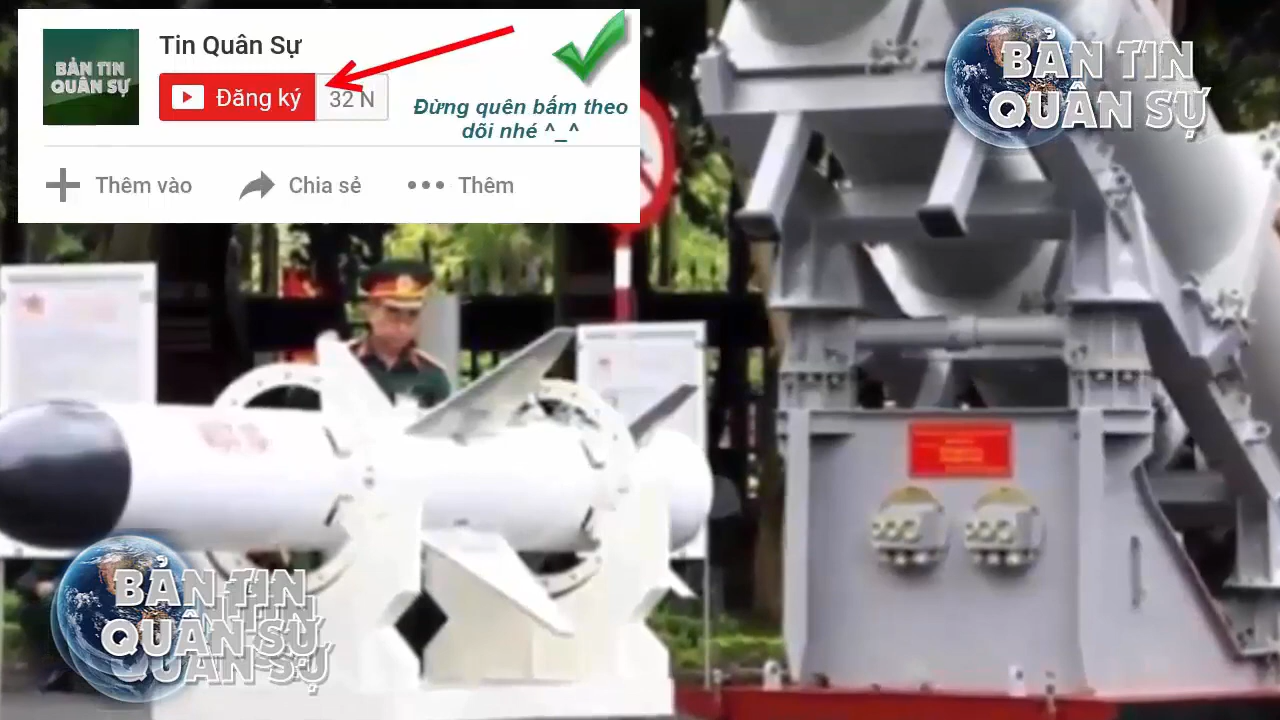 BẢN TIN
QUÂN SỰ
Tin Quân Sự
Đăng ký
32 N
Đừng quên bấm theo
dõi nhé ^_^
Thêm vào
Chia sẻ
Thêm
BẢN TIN
QUÂN SỰ
BẢN TIN
QUÂN SỰ